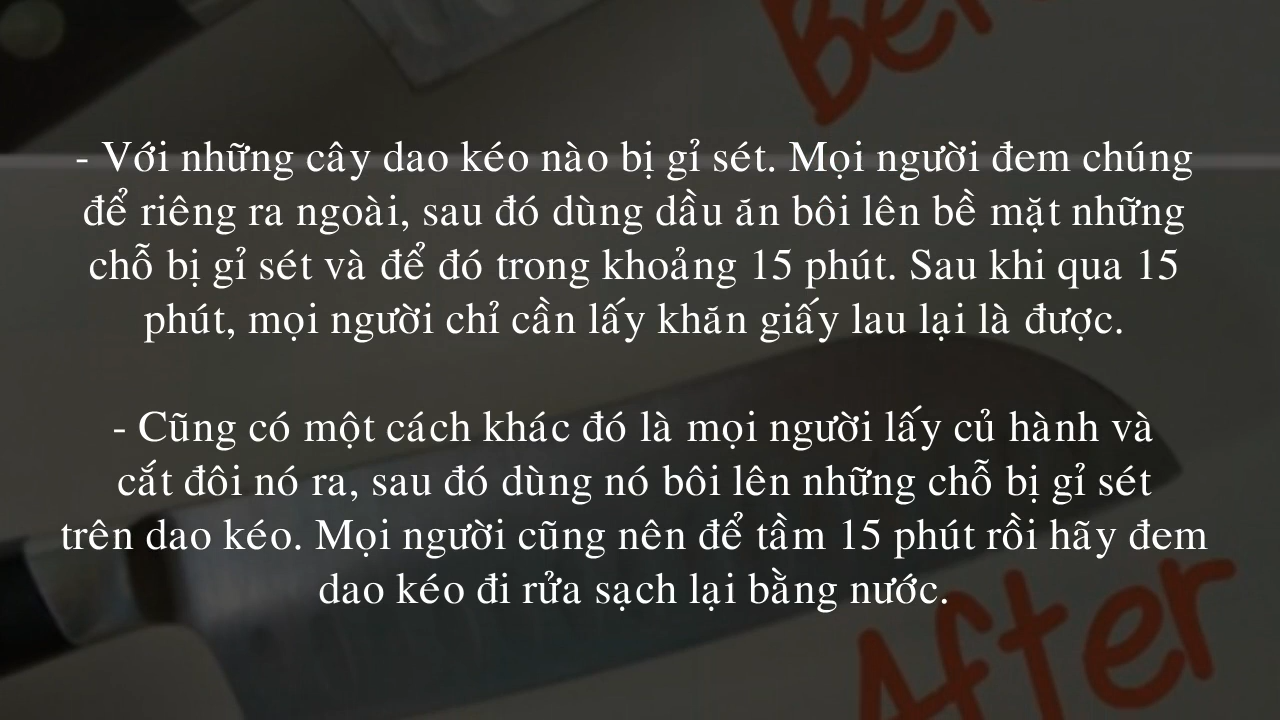 Befo
- Với những cây dao kéo nào bị gỉ sét. Mọi người đem chúng
để riêng ra ngoài, sau đó dùng dầu ăn bôi lên bề mặt những
chỗ bị gỉ sét và để đó trong khoảng 15 phút. Sau khi qua 15
phút, mọi người chỉ cần lấy khăn giấy lau lại là được.
- Cũng có một cách khác đó là mọi người lấy củ hành và
cắt đôi nó ra, sau đó dùng nó bôi lên những chỗ bị gỉ sét
trên dao kéo. Mọi người cũng nên để tầm 15 phút rồi hãy đem
dao kéo đi rửa sạch lại bằng nước.
After